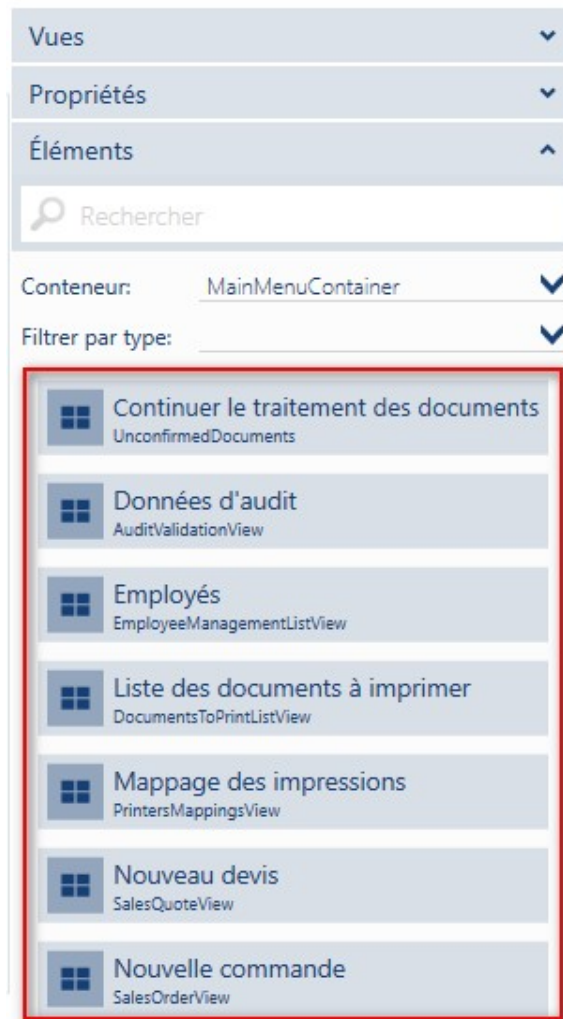 Vues
Propriétés
Éléments
Rechercher
Conteneur: MainMenuContainer
Filtrer par type:
Continuer le traitement des documents
UnconfirmedDocuments
Données d'audit
AuditValidationView
Employés
EmployeeManagementListView
Liste des documents à imprimer
DocumentsToPrintListView
Mappage des impressions
PrintersMappingsView
Nouveau devis
SalesQuoteView
Nouvelle commande
SalesOrderView